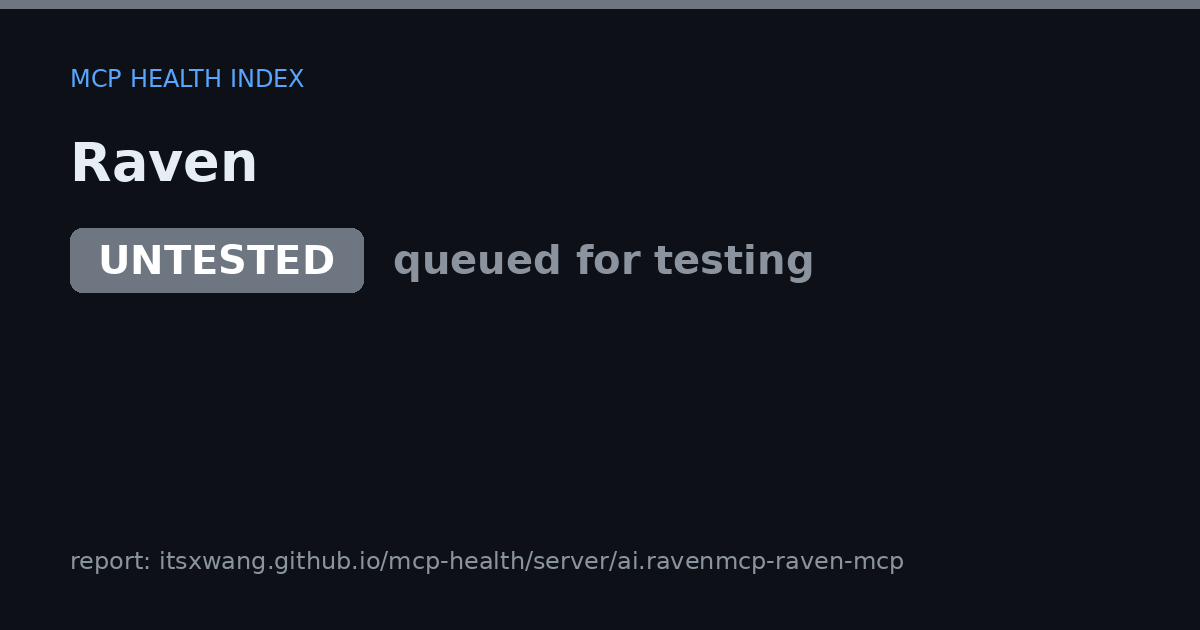 MCP HEALTH INDEX
Raven
UNTESTED queued for testing
report: itsxwang.github.io/mcp-health/server/ai.ravenmcp-raven-mcp